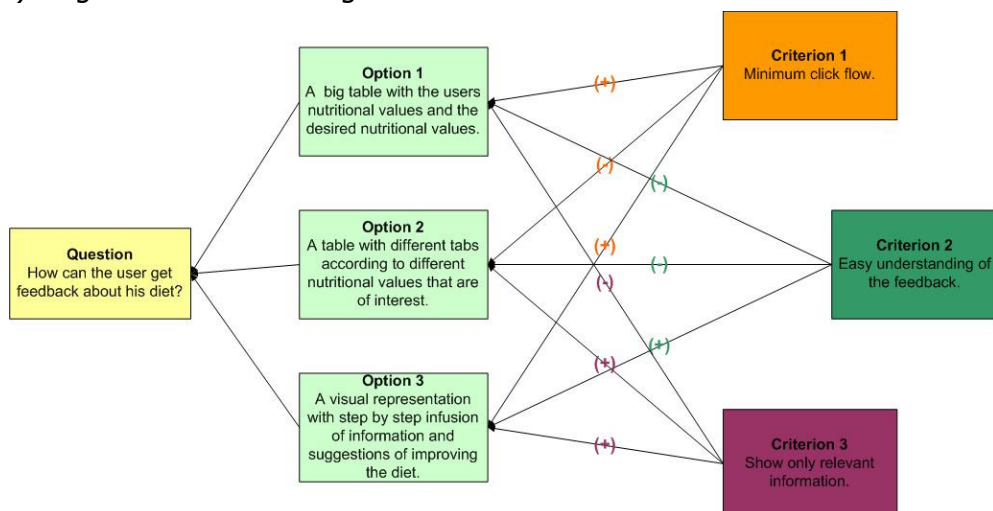 Option 1
A big table with the users
nutritional values and the
desired nutritional values.
Criterion 1
Minimum click flow.
(+)
(-)
(-)
Question
How can the user get
feedback about his diet?
Option 2
A table with different tabs
according to different
nutritional values that are
of interest.
(+)
(-)
(-)
Criterion 2
Easy understanding of
the feedback.
(+)
(+)
Option 3
A visual representation
with step by step infusion
of information and
suggestions of improving
the diet.
(+)
Criterion 3
Show only relevant
information.